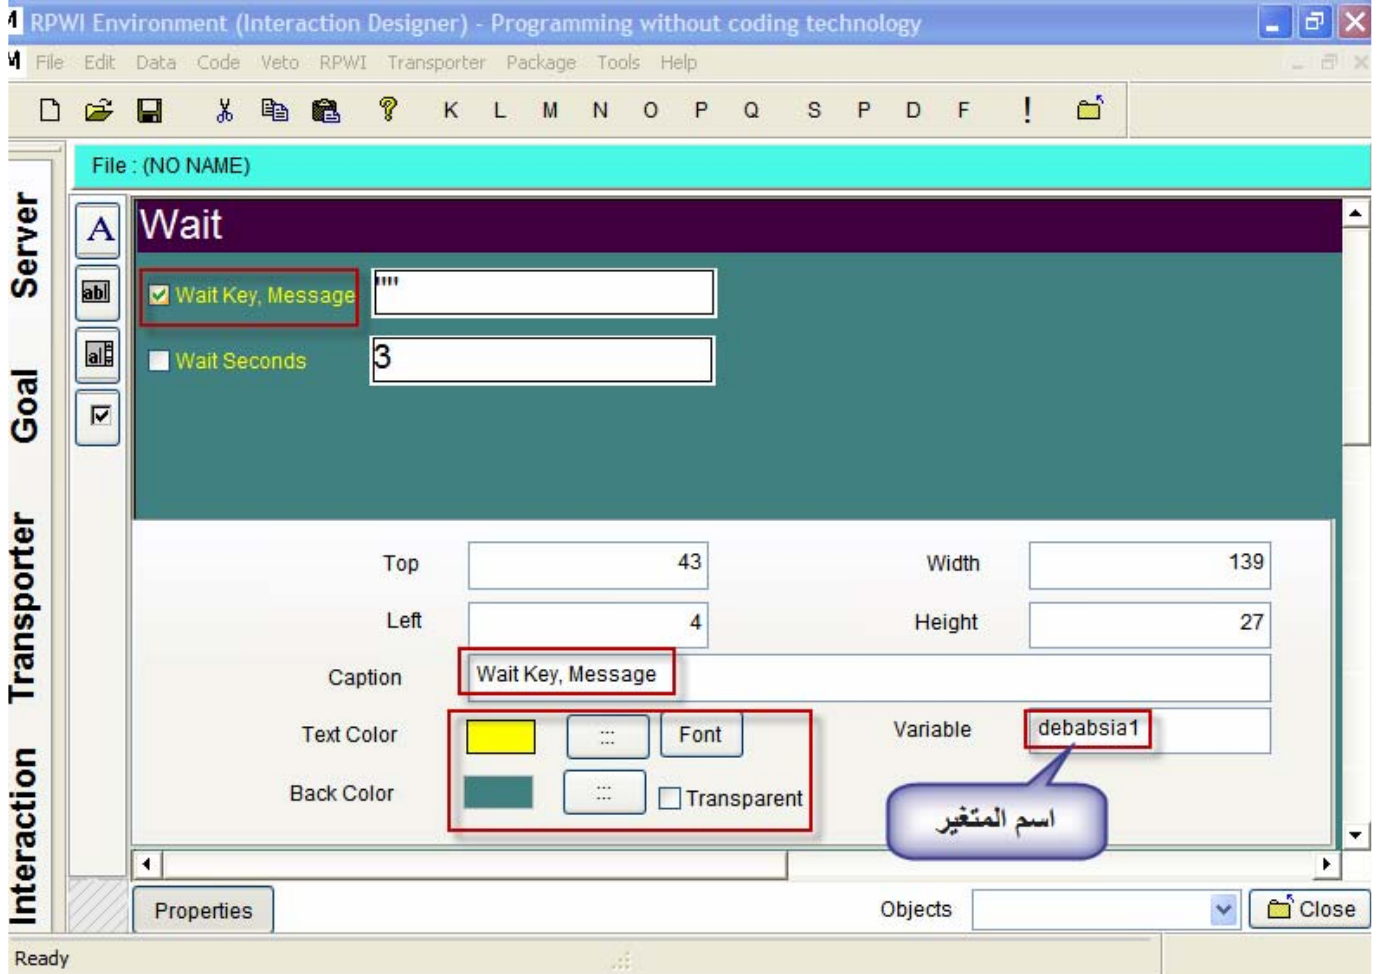 RPWI Environment (Interaction Designer) - Programming without coding technology
File Edit Data Code Veto RPWI Transporter Package Tools Help
K L M N O P Q S P D F !
File : (NO NAME)
Server
Goal
Transporter
Interaction
A
abl
al
Wait
Wait Key, Message
""
Wait Seconds
3
Top 43 Width 139
Left 4 Height 27
Caption Wait Key, Message
Text Color ::: Font Variable debabsia1
Back Color ::: Transparent
اسم المتغير
Properties Objects Close
Ready